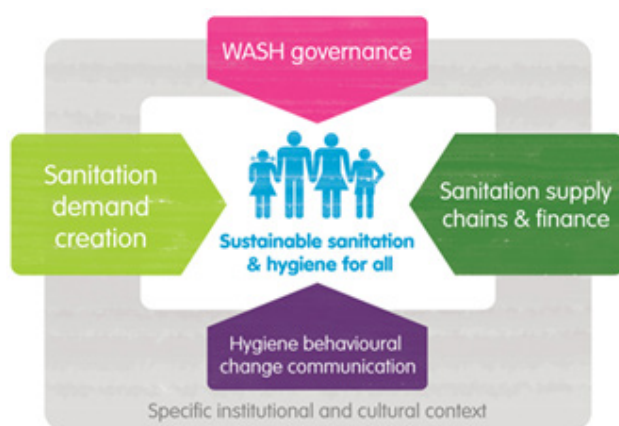 WASH governance
Sanitation
demand
creation
Sanitation supply
chains & finance
Sustainable sanitation
& hygiene for all
Hygiene behavioural
change communication
Specific institutional and cultural context